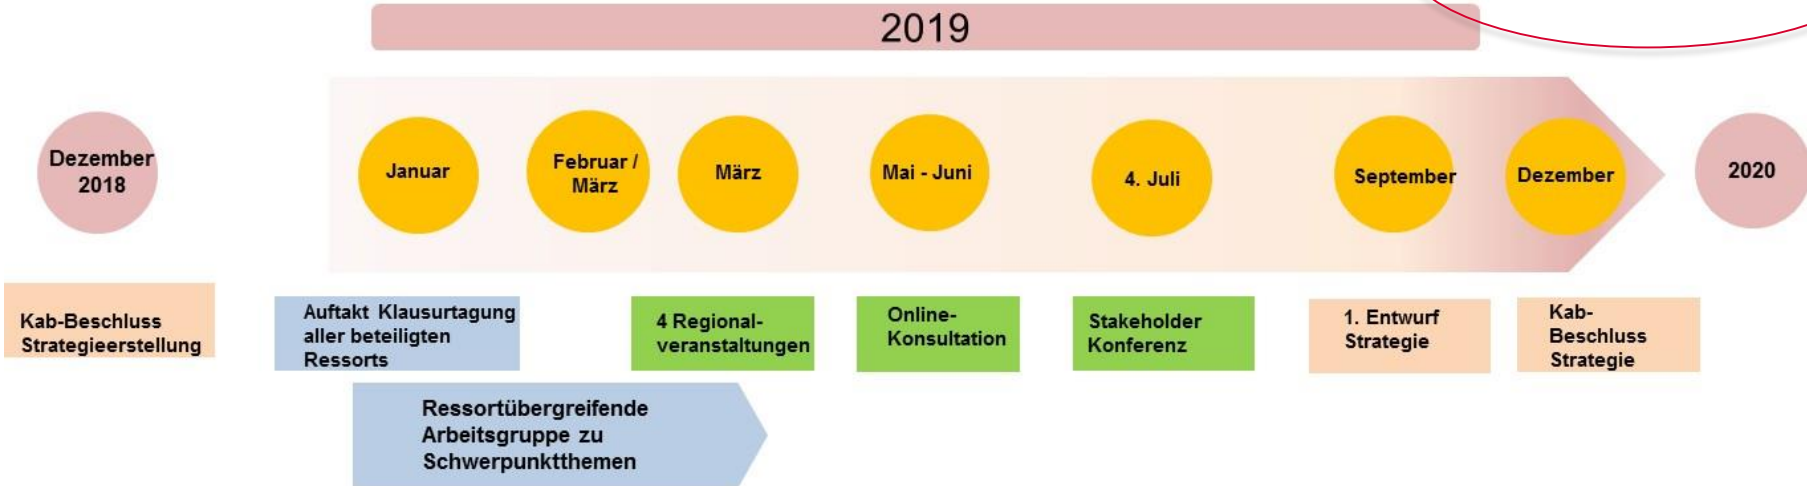 2019
Dezember
2018
Januar
Februar /
März
März
Mai - Juni
4. Juli
September
Dezember
2020
Kab-Beschluss
Strategieerstellung
Auftakt Klausurtagung
aller beteiligten
Ressorts
4 Regional-
veranstaltungen
Online-
Konsultation
Stakeholder
Konferenz
1. Entwurf
Strategie
Kab-
Beschluss
Strategie
Ressortübergreifende
Arbeitsgruppe zu
Schwerpunktthemen